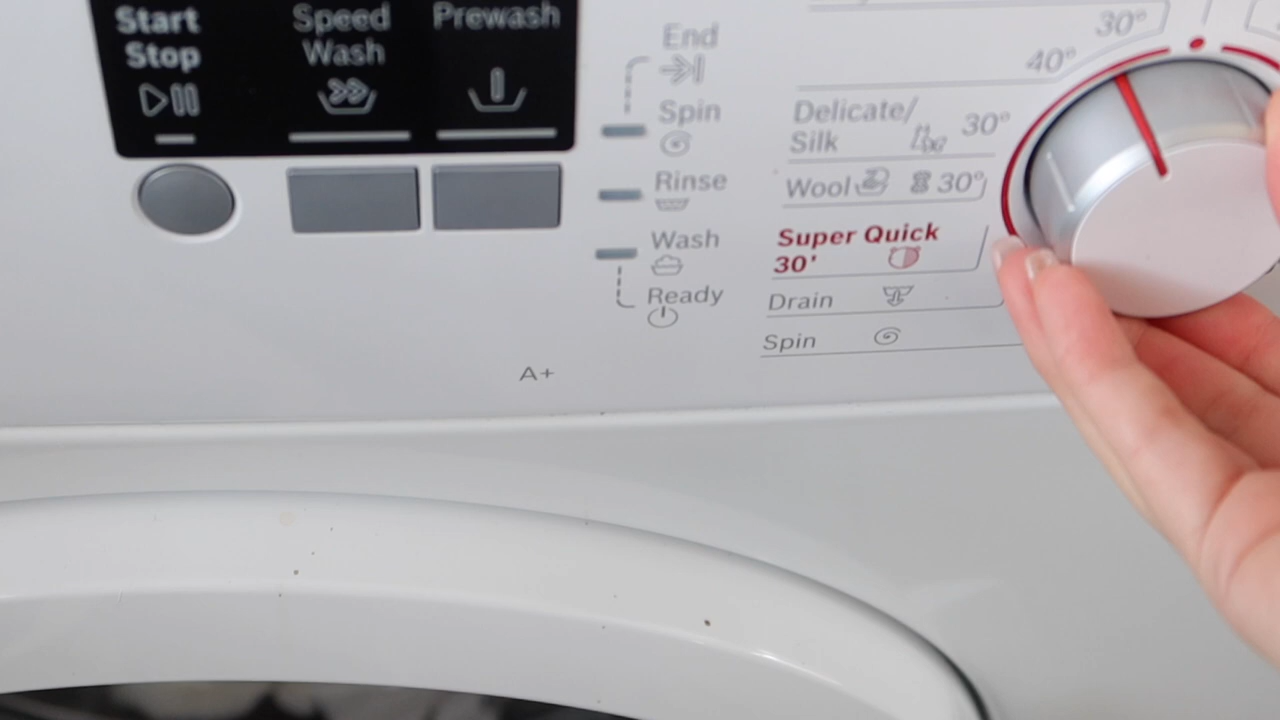 Start
Stop
Speed
Wash
Prewash
End
Spin
Rinse
Wash
Ready
A+
30°
40°
Delicate/
Silk 30°
Wool 30°
Super Quick
30'
Drain
Spin